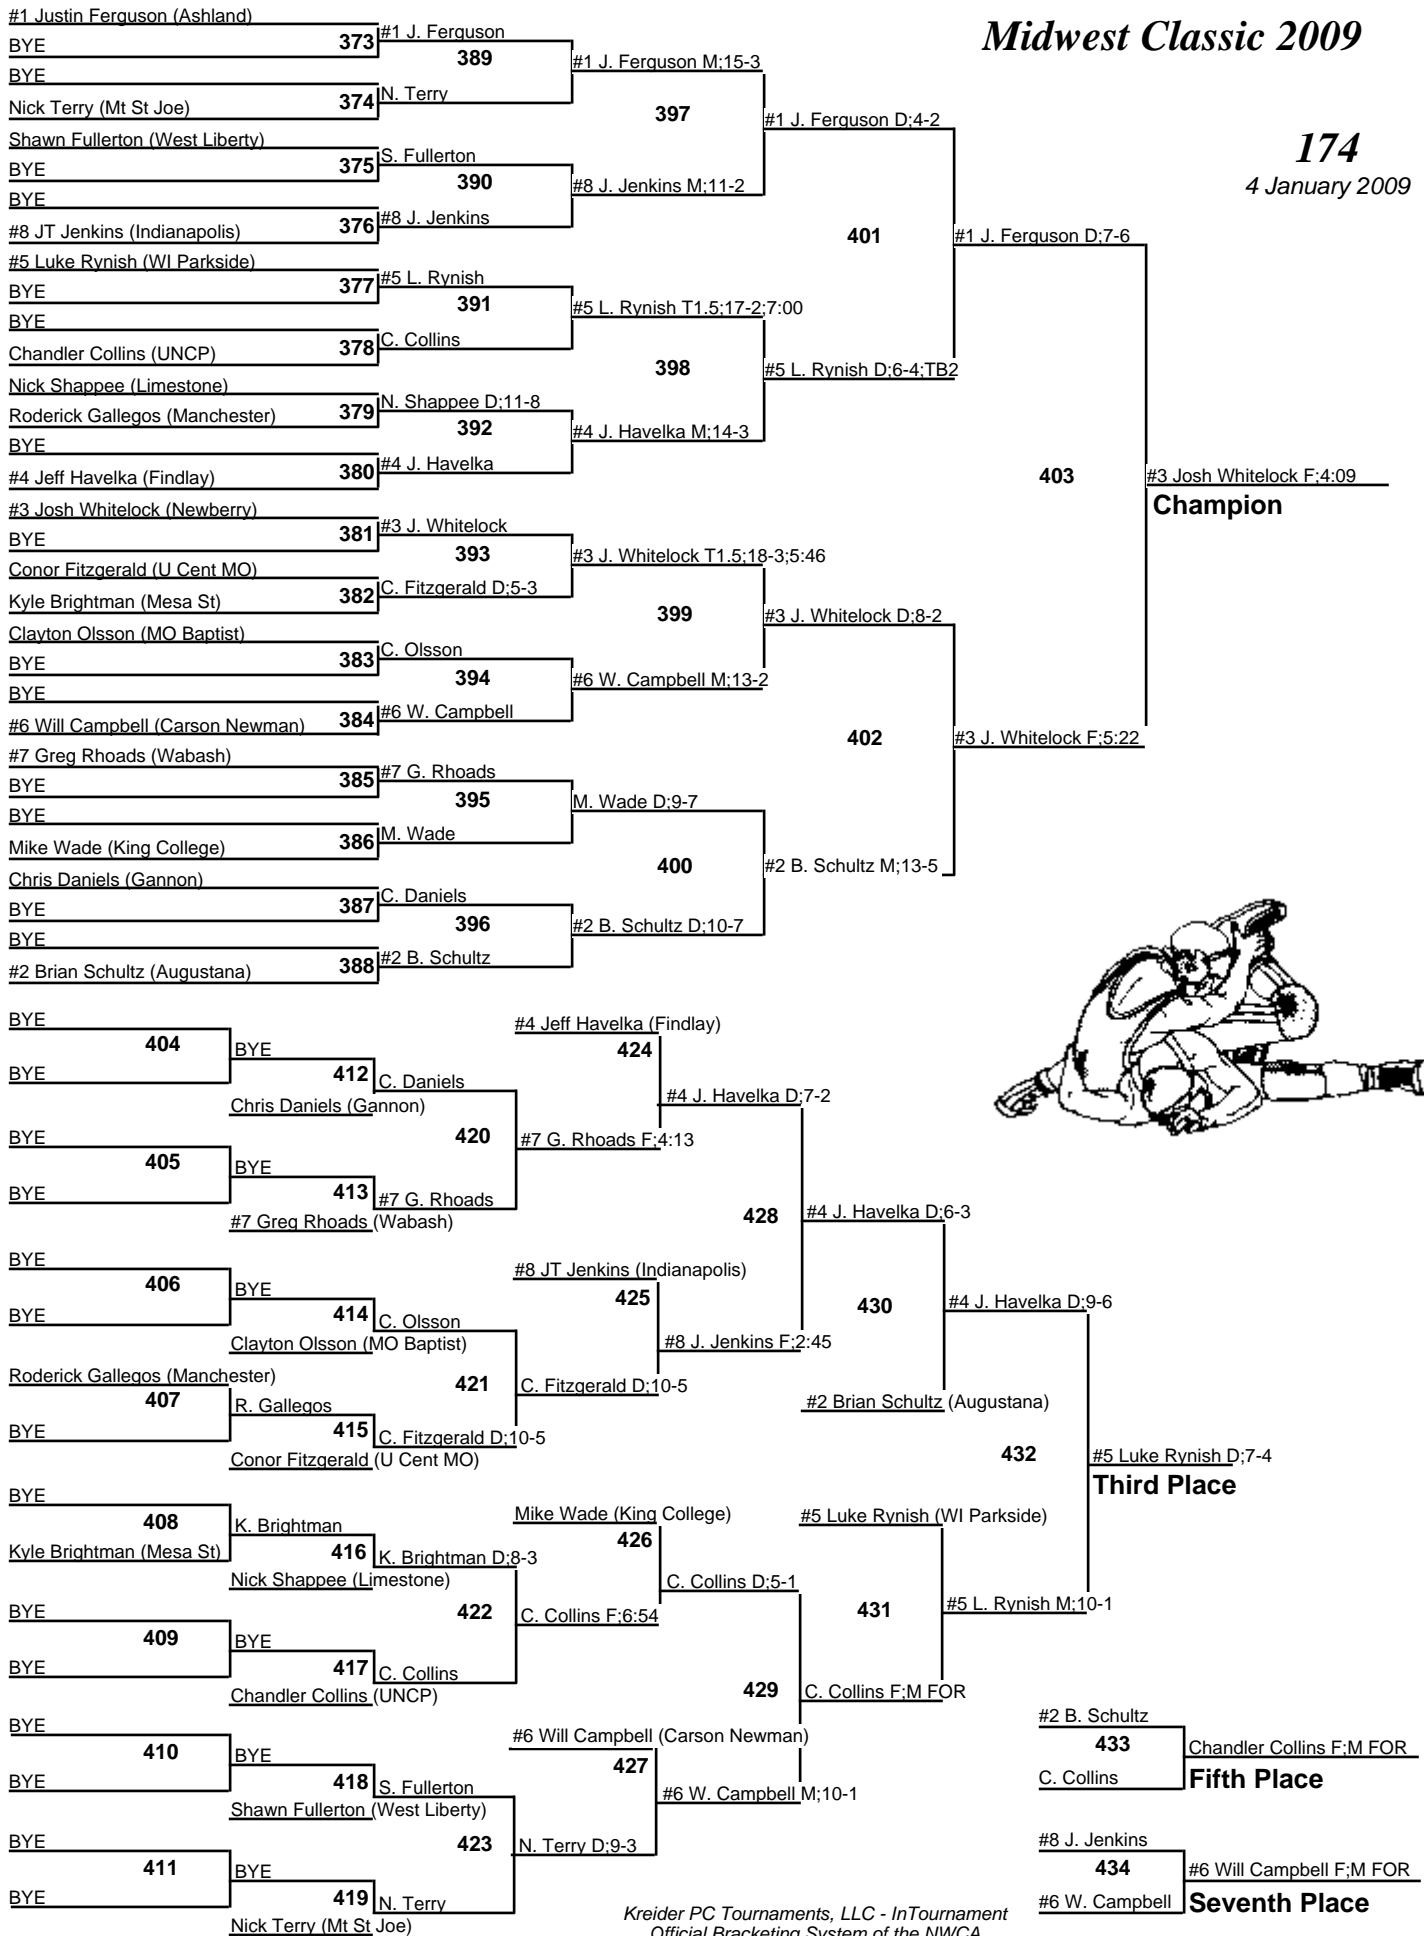 Midwest Classic 2009
174
4 January 2009
#1 Justin Ferguson (Ashland)
BYE
373
BYE
Nick Terry (Mt St Joe)
374
Shawn Fullerton (West Liberty)
BYE
375
BYE
#8 JT Jenkins (Indianapolis)
376
#5 Luke Rynish (WI Parkside)
BYE
377
BYE
Chandler Collins (UNCP)
378
Nick Shappee (Limestone)
Roderick Gallegos (Manchester)
379
BYE
#4 Jeff Havelka (Findlay)
380
#3 Josh Whitelock (Newberry)
BYE
381
Conor Fitzgerald (U Cent MO)
Kyle Brightman (Mesa St)
382
Clayton Olsson (MO Baptist)
BYE
383
BYE
#6 Will Campbell (Carson Newman)
384
#7 Greg Rhoads (Wabash)
BYE
385
BYE
Mike Wade (King College)
386
Chris Daniels (Gannon)
BYE
387
BYE
#2 Brian Schultz (Augustana)
388
#1 J. Ferguson
389
N. Terry
S. Fullerton
390
#8 J. Jenkins
#5 L. Rynish
391
C. Collins
N. Shappee D;11-8
392
#4 J. Havelka
#3 J. Whitelock
393
C. Fitzgerald D;5-3
C. Olsson
394
#6 W. Campbell
#7 G. Rhoads
395
M. Wade
C. Daniels
396
#2 B. Schultz
#1 J. Ferguson M;15-3
397
#8 J. Jenkins M;11-2
#5 L. Rynish T1.5;17-2;7:00
398
#4 J. Havelka M;14-3
#3 J. Whitelock T1.5;18-3;5:46
399
#6 W. Campbell M;13-2
M. Wade D;9-7
400
#2 B. Schultz D;10-7
#1 J. Ferguson D;4-2
401
#5 L. Rynish D;6-4;TB2
#3 J. Whitelock D;8-2
402
#2 B. Schultz M;13-5
#1 J. Ferguson D;7-6
403
#3 J. Whitelock F;5:22
#3 Josh Whitelock F;4:09
Champion
BYE
404
BYE
BYE
405
BYE
BYE
406
BYE
Roderick Gallegos (Manchester)
407
BYE
BYE
408
Kyle Brightman (Mesa St)
BYE
409
BYE
BYE
410
BYE
BYE
411
BYE
BYE
412
Chris Daniels (Gannon)
BYE
413
#7 Greg Rhoads (Wabash)
BYE
414
Clayton Olsson (MO Baptist)
R. Gallegos
415
Conor Fitzgerald (U Cent MO)
K. Brightman
416
Nick Shappee (Limestone)
BYE
417
Chandler Collins (UNCP)
BYE
418
Shawn Fullerton (West Liberty)
BYE
419
Nick Terry (Mt St Joe)
C. Daniels
420
#7 G. Rhoads
C. Olsson
421
C. Fitzgerald D;10-5
K. Brightman D;8-3
422
C. Collins
S. Fullerton
423
N. Terry
#4 Jeff Havelka (Findlay)
424
#7 G. Rhoads F;4:13
#8 JT Jenkins (Indianapolis)
425
C. Fitzgerald D;10-5
Mike Wade (King College)
426
C. Collins F;6:54
#6 Will Campbell (Carson Newman)
427
N. Terry D;9-3
#4 J. Havelka D;7-2
428
#8 J. Jenkins F;2:45
C. Collins D;5-1
429
#6 W. Campbell M;10-1
#4 J. Havelka D;6-3
430
#2 Brian Schultz (Augustana)
#5 Luke Rynish (WI Parkside)
431
C. Collins F;M FOR
#4 J. Havelka D;9-6
432
#5 L. Rynish M;10-1
#5 Luke Rynish D;7-4
Third Place
#2 B. Schultz
433
C. Collins
Chandler Collins F;M FOR
Fifth Place
#8 J. Jenkins
434
#6 W. Campbell
#6 Will Campbell F;M FOR
Seventh Place
Kreider PC Tournaments, LLC - InTournament
Official Bracketing System of the NWCA